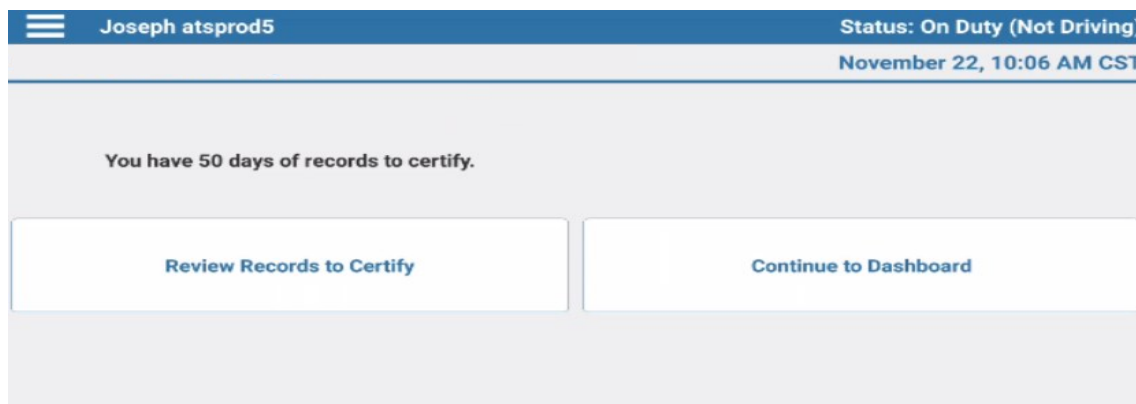 Joseph atsprod5
Status: On Duty (Not Driving)
November 22, 10:06 AM CST
You have 50 days of records to certify.
Review Records to Certify
Continue to Dashboard